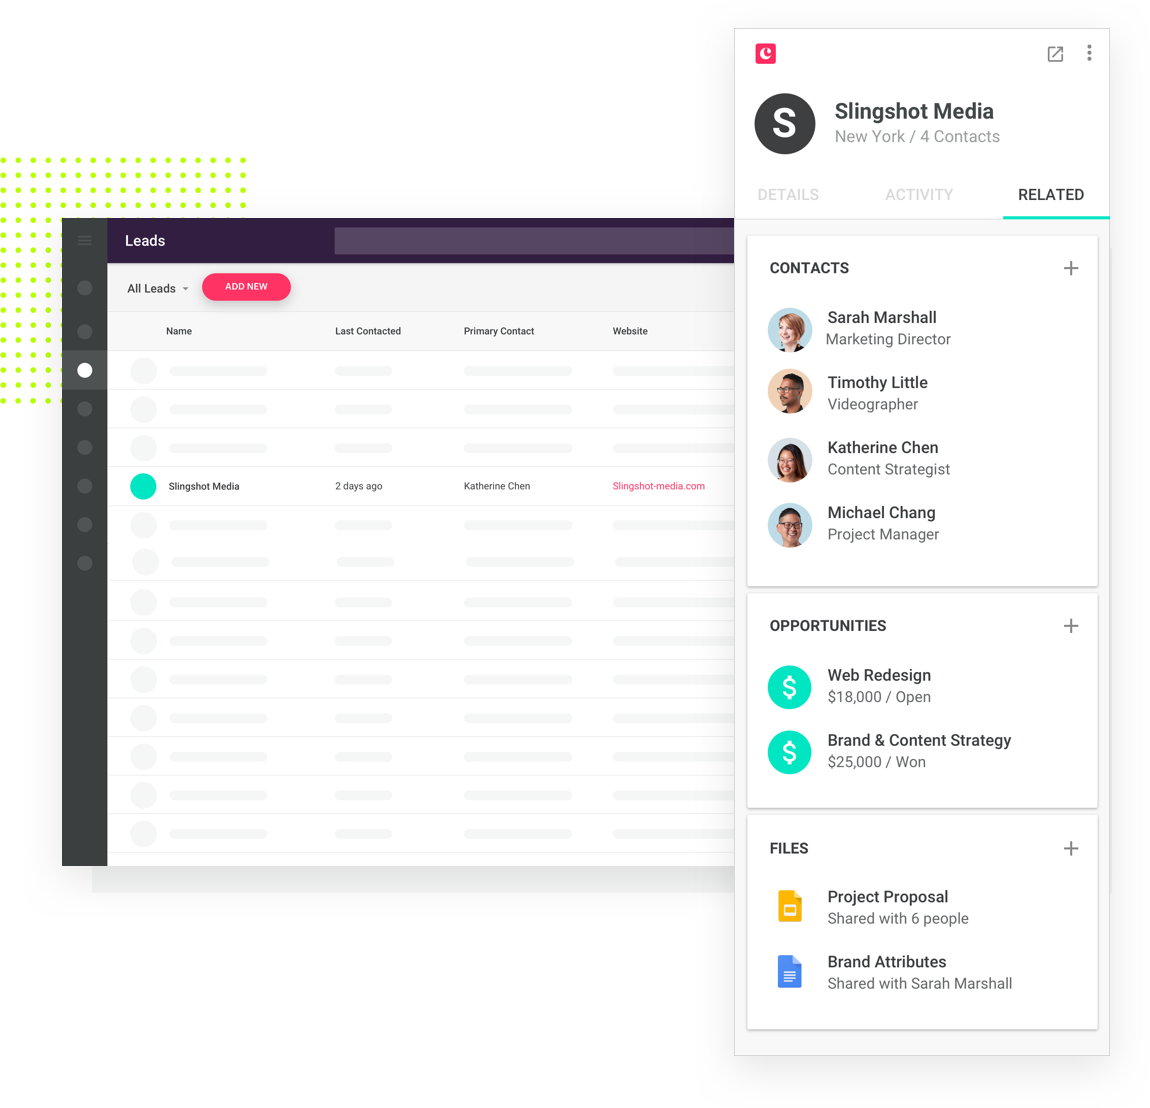 Leads
All Leads
ADD NEW
Name Last Contacted Primary Contact Website
Slingshot Media 2 days ago Katherine Chen Slingshot-media.com
S
Slingshot Media
New York / 4 Contacts
DETAILS ACTIVITY RELATED
CONTACTS
Sarah Marshall
Marketing Director
Timothy Little
Videographer
Katherine Chen
Content Strategist
Michael Chang
Project Manager
OPPORTUNITIES
$
Web Redesign
$18,000 / Open
$
Brand & Content Strategy
$25,000 / Won
FILES
Project Proposal
Shared with 6 people
Brand Attributes
Shared with Sarah Marshall